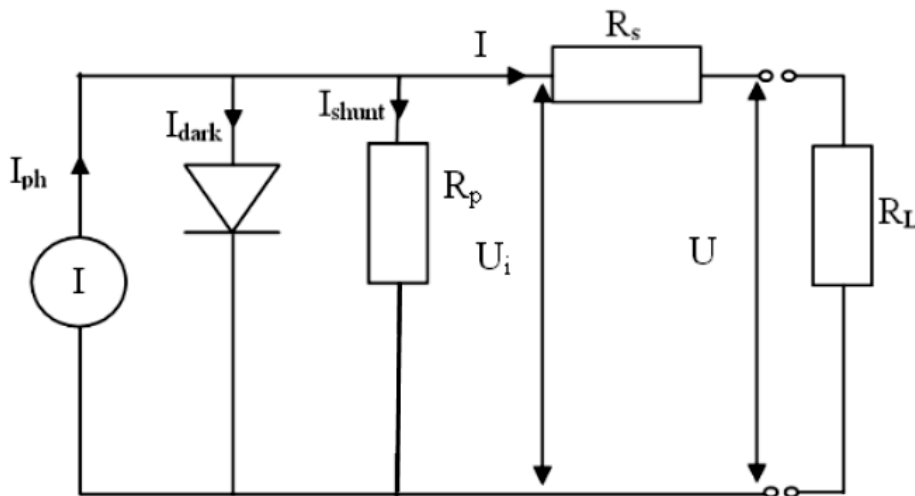 I
R_s
I_dark
I_shunt
I_ph
R_p
R_L
U_i
U
I